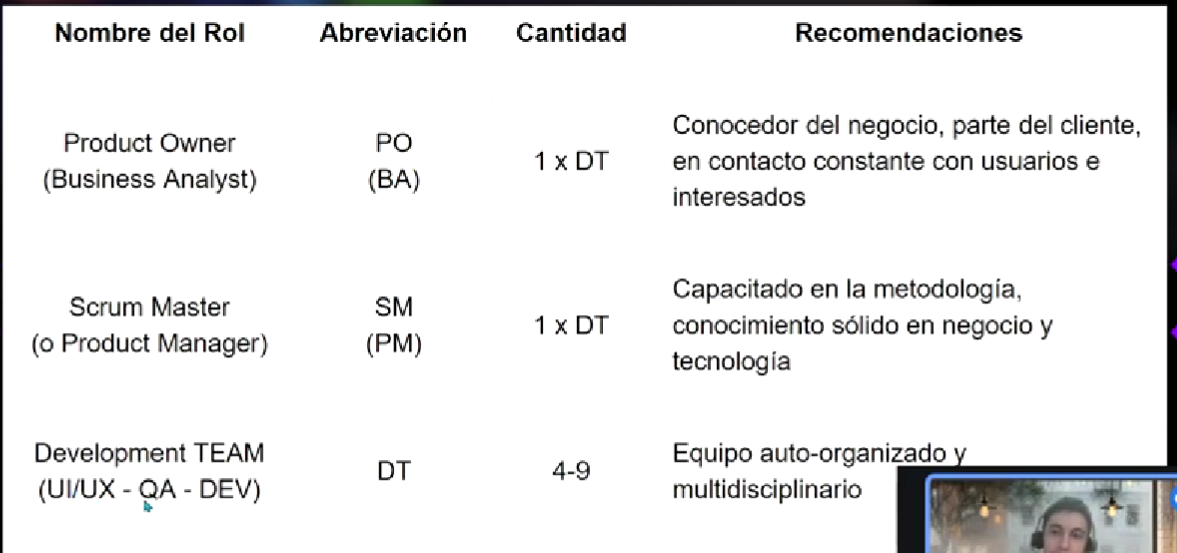 Nombre del Rol Abreviación Cantidad Recomendaciones
Product Owner
(Business Analyst)
PO
(BA)
1 x DT
Conocedor del negocio, parte del cliente,
en contacto constante con usuarios e
interesados
Scrum Master
(o Product Manager)
SM
(PM)
1 x DT
Capacitado en la metodología,
conocimiento sólido en negocio y
tecnología
Development TEAM
(UI/UX - QA - DEV)
DT
4-9
Equipo auto-organizado y
multidisciplinario